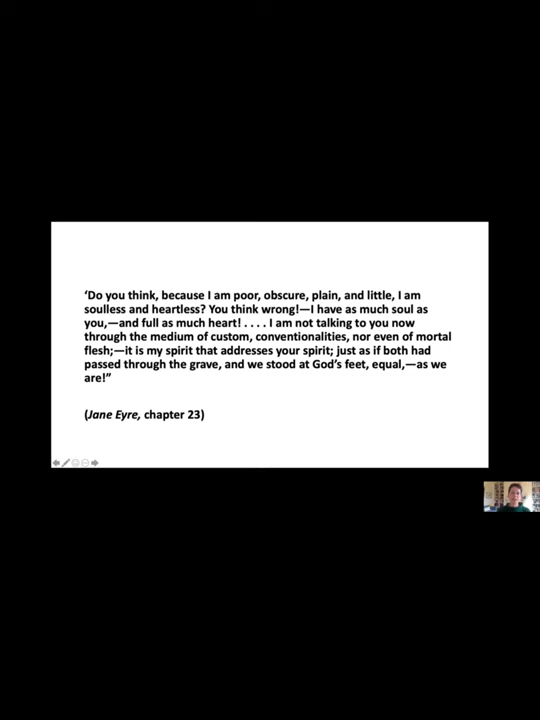 ‘Do you think, because I am poor, obscure, plain, and little, I am
soulless and heartless? You think wrong!—I have as much soul as
you,—and full as much heart! . . . . I am not talking to you now
through the medium of custom, conventionalities, nor even of mortal
flesh;—it is my spirit that addresses your spirit; just as if both had
passed through the grave, and we stood at God’s feet, equal,—as we
are!”
(Jane Eyre, chapter 23)